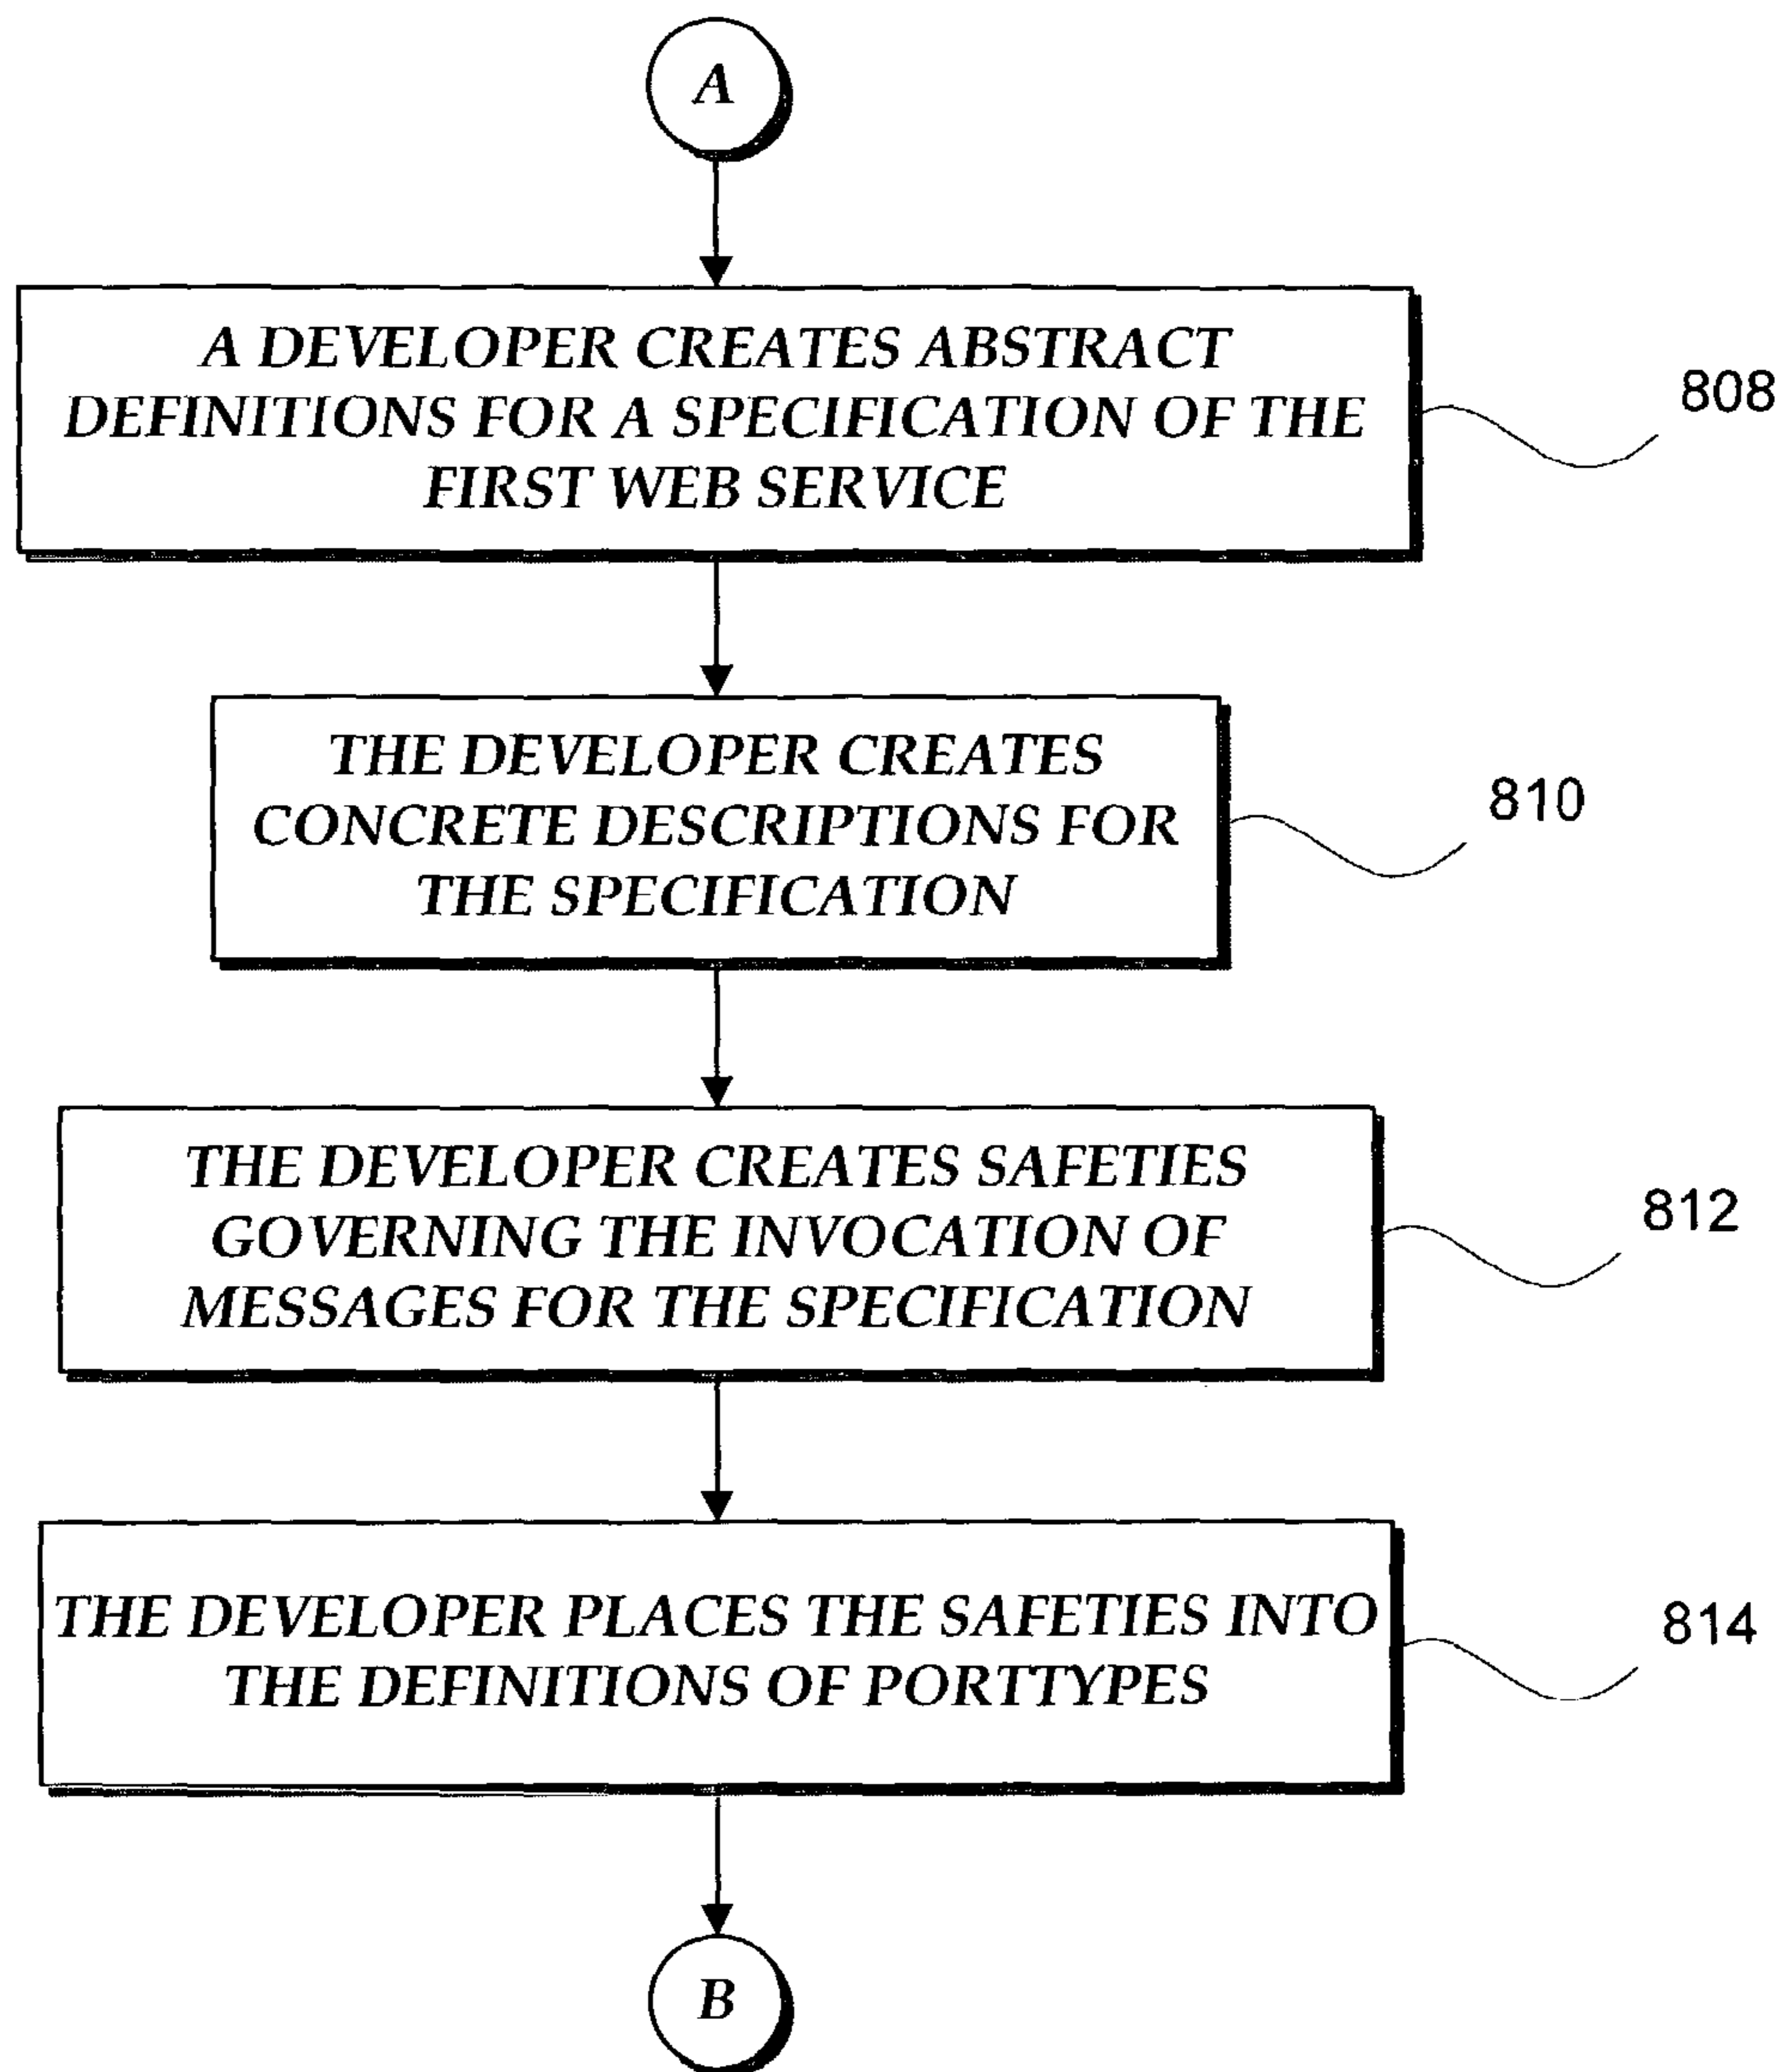 A
A DEVELOPER CREATES ABSTRACT
DEFINITIONS FOR A SPECIFICATION OF THE
FIRST WEB SERVICE
808
THE DEVELOPER CREATES
CONCRETE DESCRIPTIONS FOR
THE SPECIFICATION
810
THE DEVELOPER CREATES SAFETIES
GOVERNING THE INVOCATION OF
MESSAGES FOR THE SPECIFICATION
812
THE DEVELOPER PLACES THE SAFETIES INTO
THE DEFINITIONS OF PORTTYPES
814
B